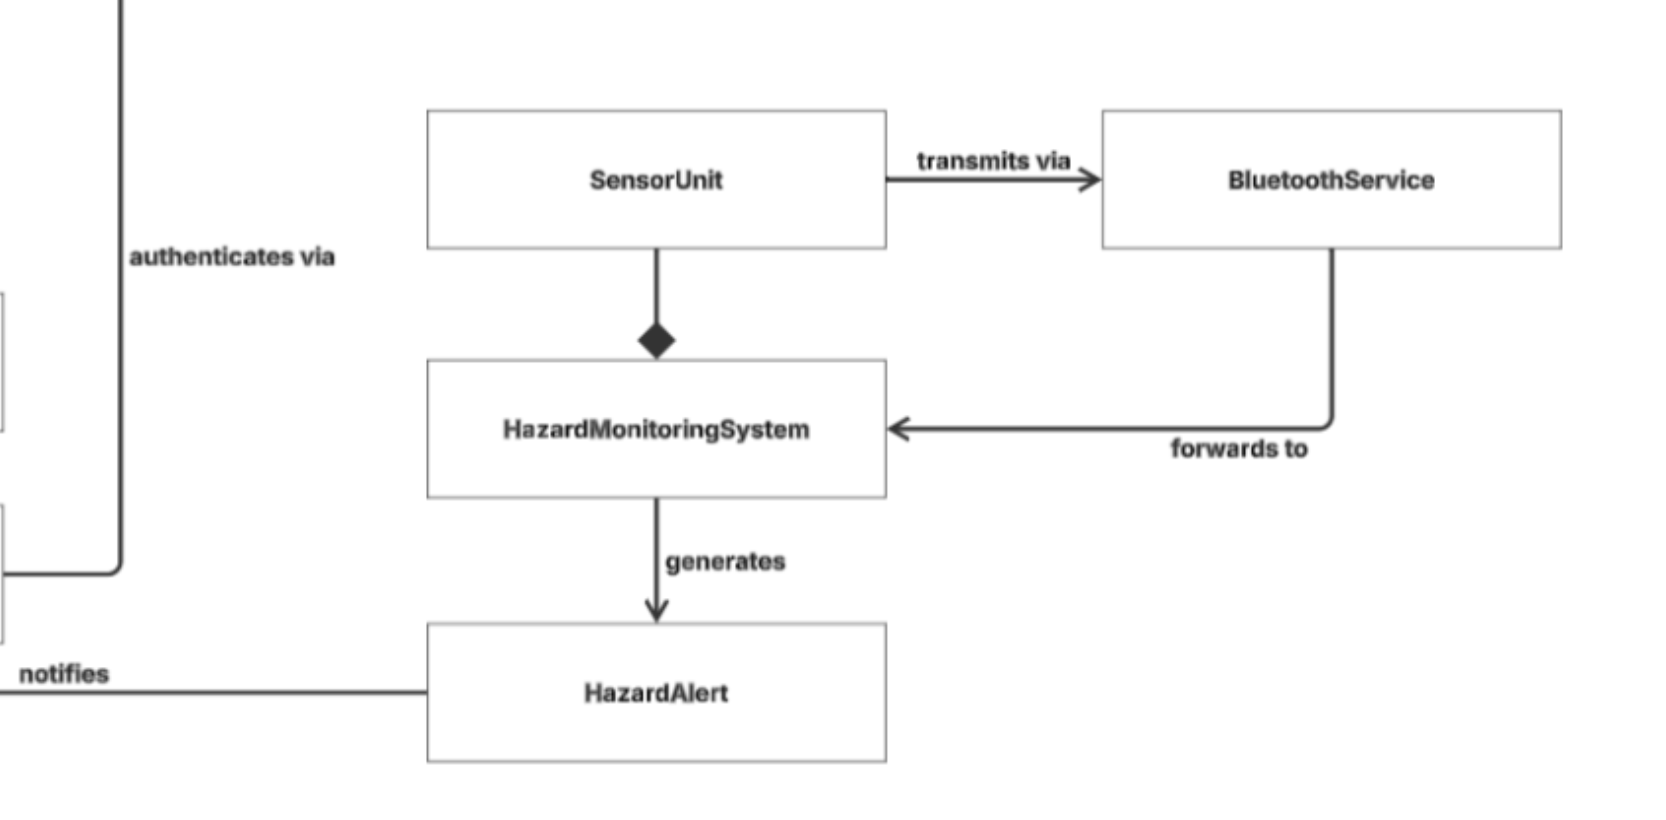 transmits via
SensorUnit
BluetoothService
authenticates via
HazardMonitoringSystem
forwards to
generates
notifies
HazardAlert